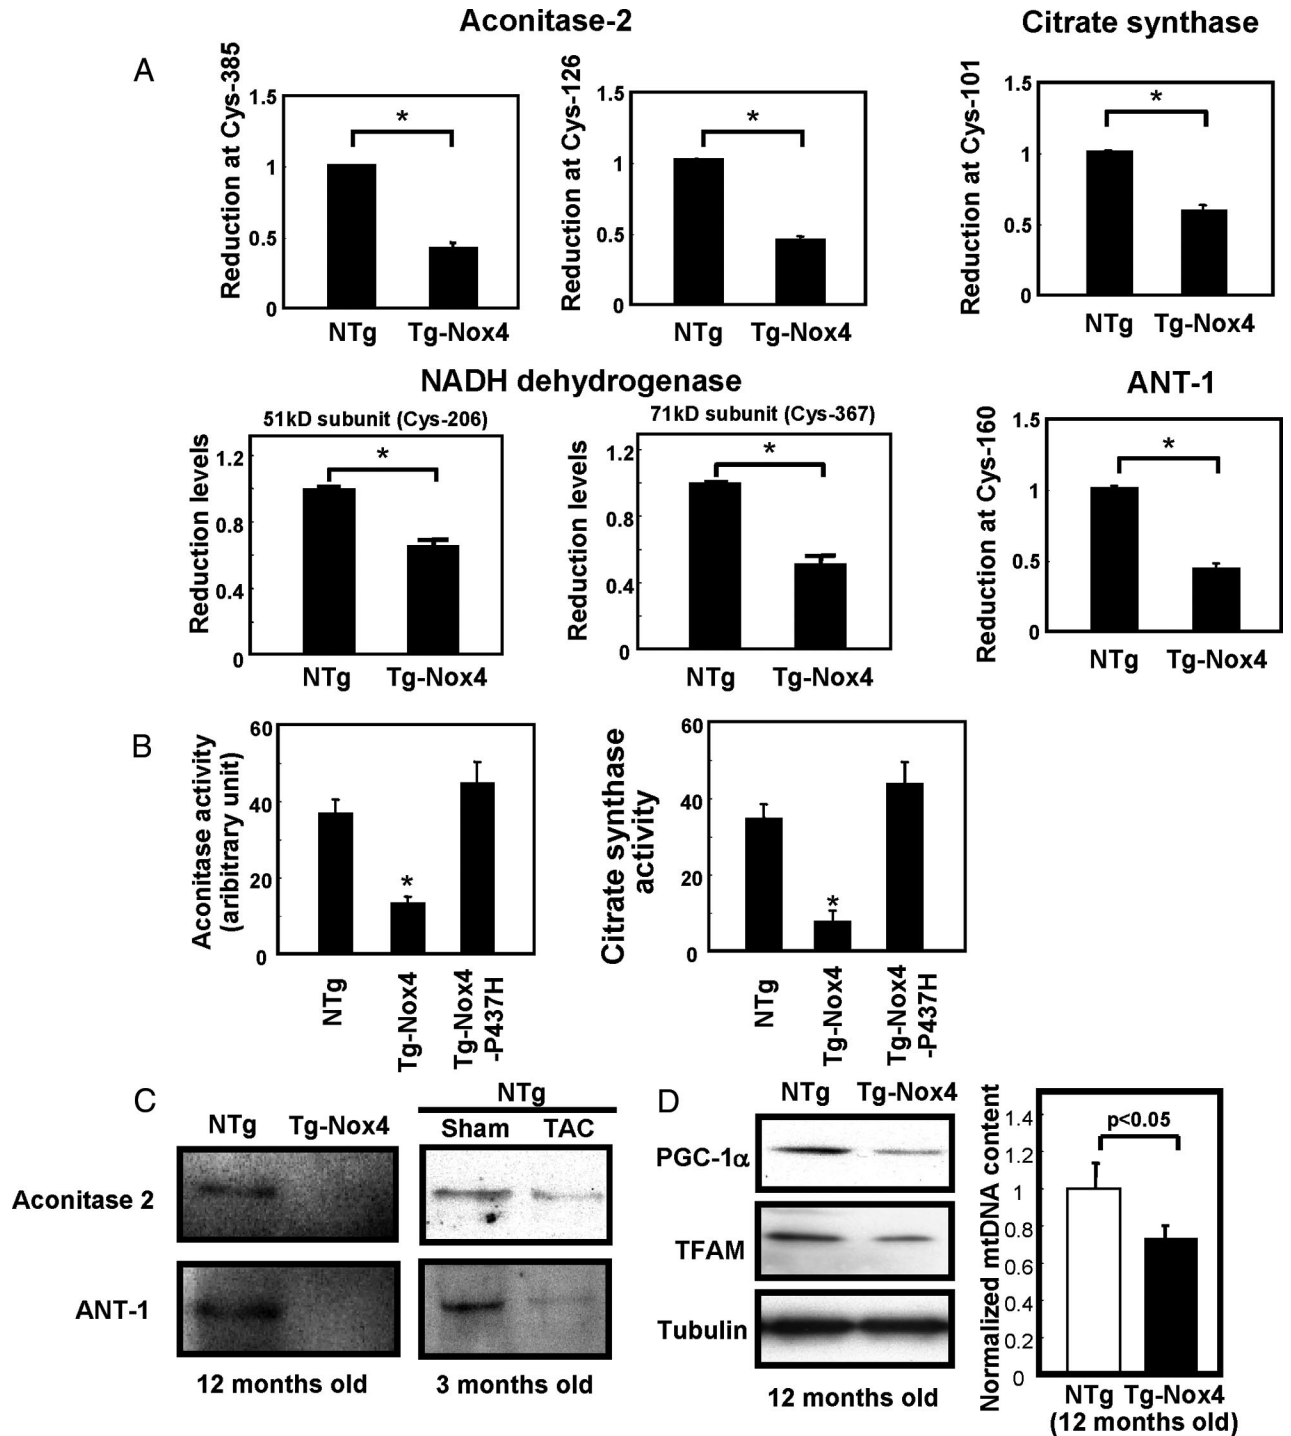 Aconitase-2
Citrate synthase
A
Reduction at Cys-385
1.5
1
0.5
0
*
NTg Tg-Nox4
Reduction at Cys-126
1.5
1
0.5
0
*
NTg Tg-Nox4
Reduction at Cys-101
1.5
1
0.5
0
*
NTg Tg-Nox4
NADH dehydrogenase
51kD subunit (Cys-206)
Reduction levels
1.2
0.8
0.4
0
*
NTg Tg-Nox4
71kD subunit (Cys-367)
Reduction levels
1.2
0.8
0.4
0
*
NTg Tg-Nox4
ANT-1
Reduction at Cys-160
1.5
1
0.5
0
*
NTg Tg-Nox4
B
Aconitase activity
(aribitrary unit)
60
40
20
0
*
NTg
Tg-Nox4
Tg-Nox4
-P437H
Citrate synthase
activity
60
40
20
0
*
NTg
Tg-Nox4
Tg-Nox4
-P437H
C
NTg Tg-Nox4
NTg
Sham TAC
Aconitase 2
ANT-1
12 months old
3 months old
D
NTg Tg-Nox4
PGC-1α
TFAM
Tubulin
12 months old
Normalized mtDNA content
1.4
1.2
1
0.8
0.6
0.4
0.2
0
p<0.05
NTg Tg-Nox4
(12 months old)